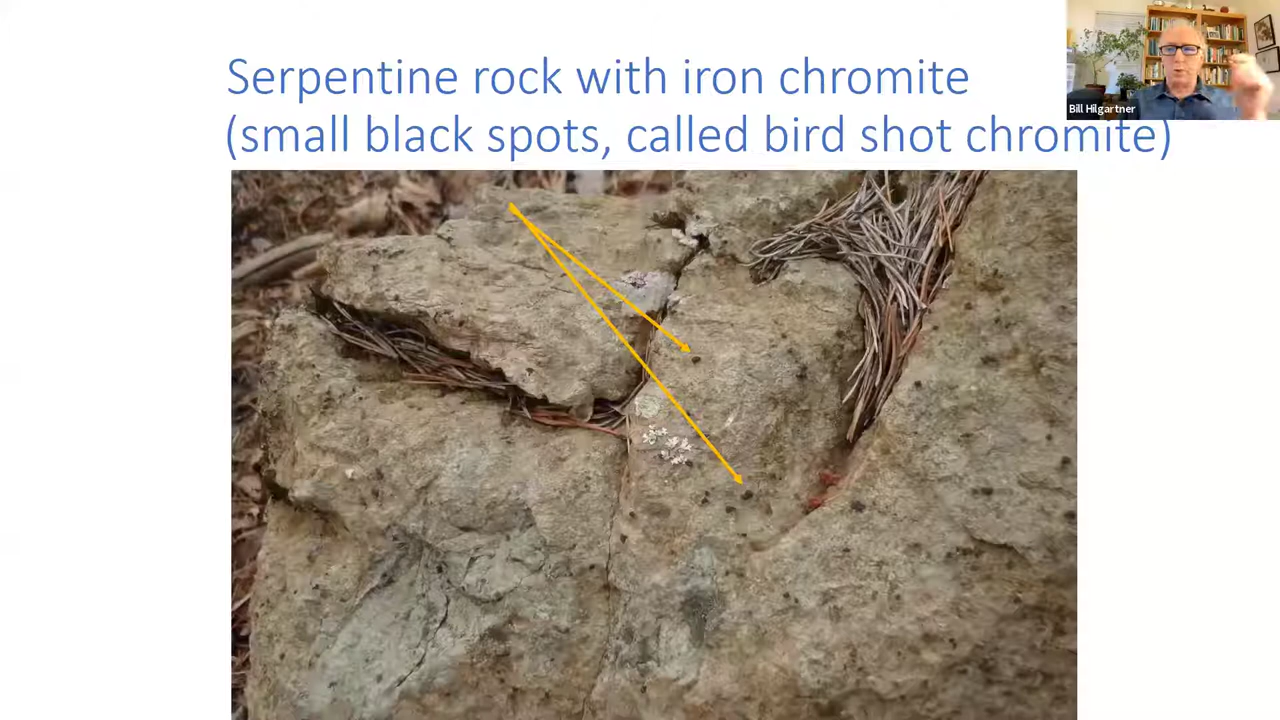 Serpentine rock with iron chromite
(small black spots, called bird shot chromite)
Bill Hilgartner